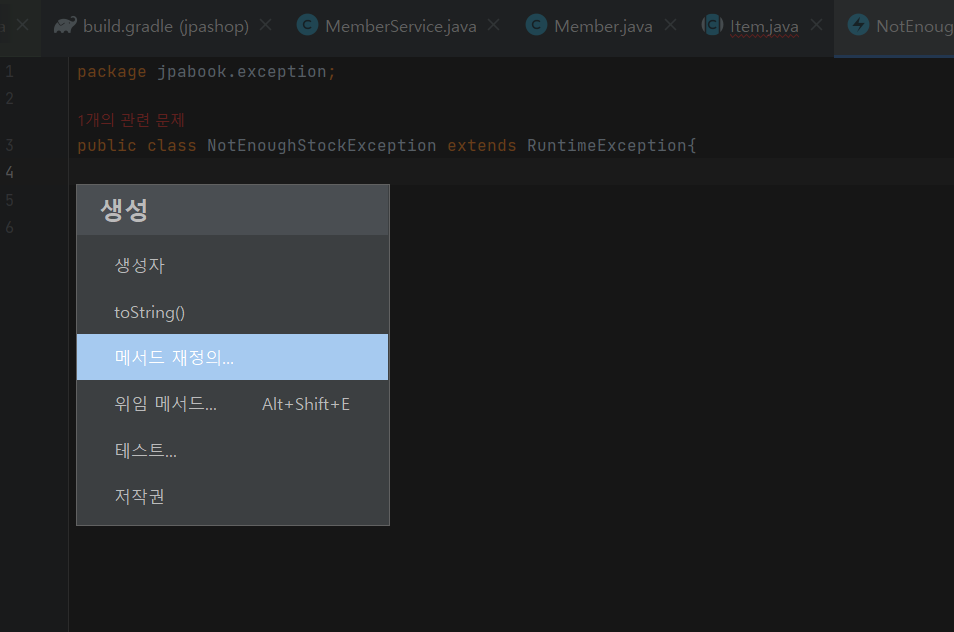 build.gradle (jpashop) MemberService.java Member.java Item.java NotEnoug
1 package jpabook.exception;
2
1개의 관련 문제
3 public class NotEnoughStockException extends RuntimeException{
4
5
6
생성
생성자
toString()
메서드 재정의...
위임 메서드... Alt+Shift+E
테스트...
저작권